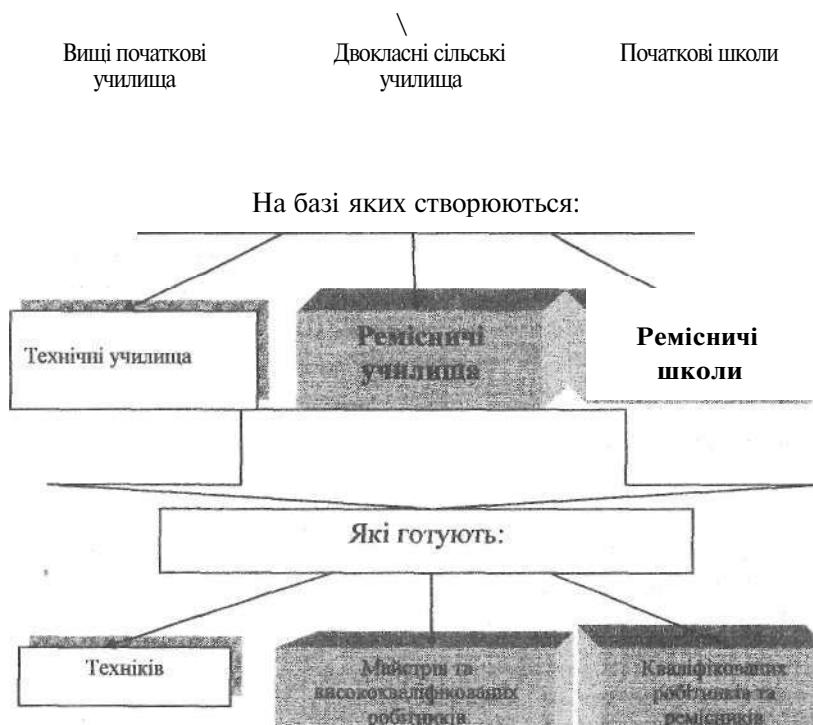 Вищі початкові
училища
Двокласні сільські
училища
Початкові школи
На базі яких створюються:
Технічні училища
Ремісничі
училища
Ремісничі
школи
Які готують:
Техніків
Майстрів та
висококваліфікованих
робітників
Кваліфікованих
робітників та
ремісників